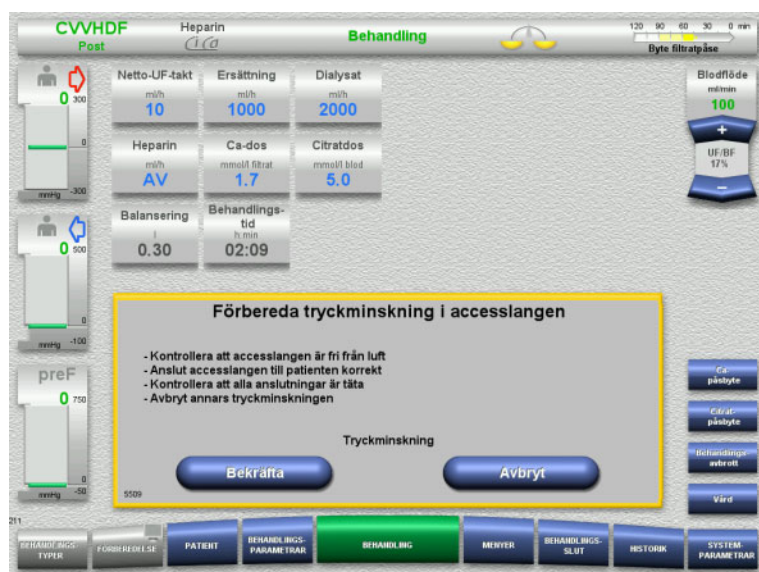 CVVHDF
Post
Heparin
Ci Ca
Behandling
120 90 60 30 0 min
Byte filtratpåse
0
300
0
-300
mmHg
Netto-UF-takt
ml/h
10
Ersättning
ml/h
1000
Dialysat
ml/h
2000
Blodflöde
ml/min
100
+
UF/BF
17%
−
Heparin
ml/h
AV
Ca-dos
mmol/l filtrat
1.7
Citratdos
mmol/l blod
5.0
Balansering
l
0.30
Behandlings-
tid
h:min
02:09
0
500
0
-100
mmHg
preF
0
750
0
-50
mmHg
Förbereda tryckminskning i accesslangen
- Kontrollera att accesslangen är fri från luft
- Anslut accesslangen till patienten korrekt
- Kontrollera att alla anslutningar är täta
- Avbryt annars tryckminskningen
Tryckminskning
Bekräfta
Avbryt
5509
Ca-
påsbyte
Citrat-
påsbyte
Behandlings-
avbrott
Vård
211
BEHANDLINGS-
TYPER
FÖRBEREDELSE
PATIENT
BEHANDLINGS-
PARAMETRAR
BEHANDLING
MENYER
BEHANDLINGS-
SLUT
HISTORIK
SYSTEM-
PARAMETRAR